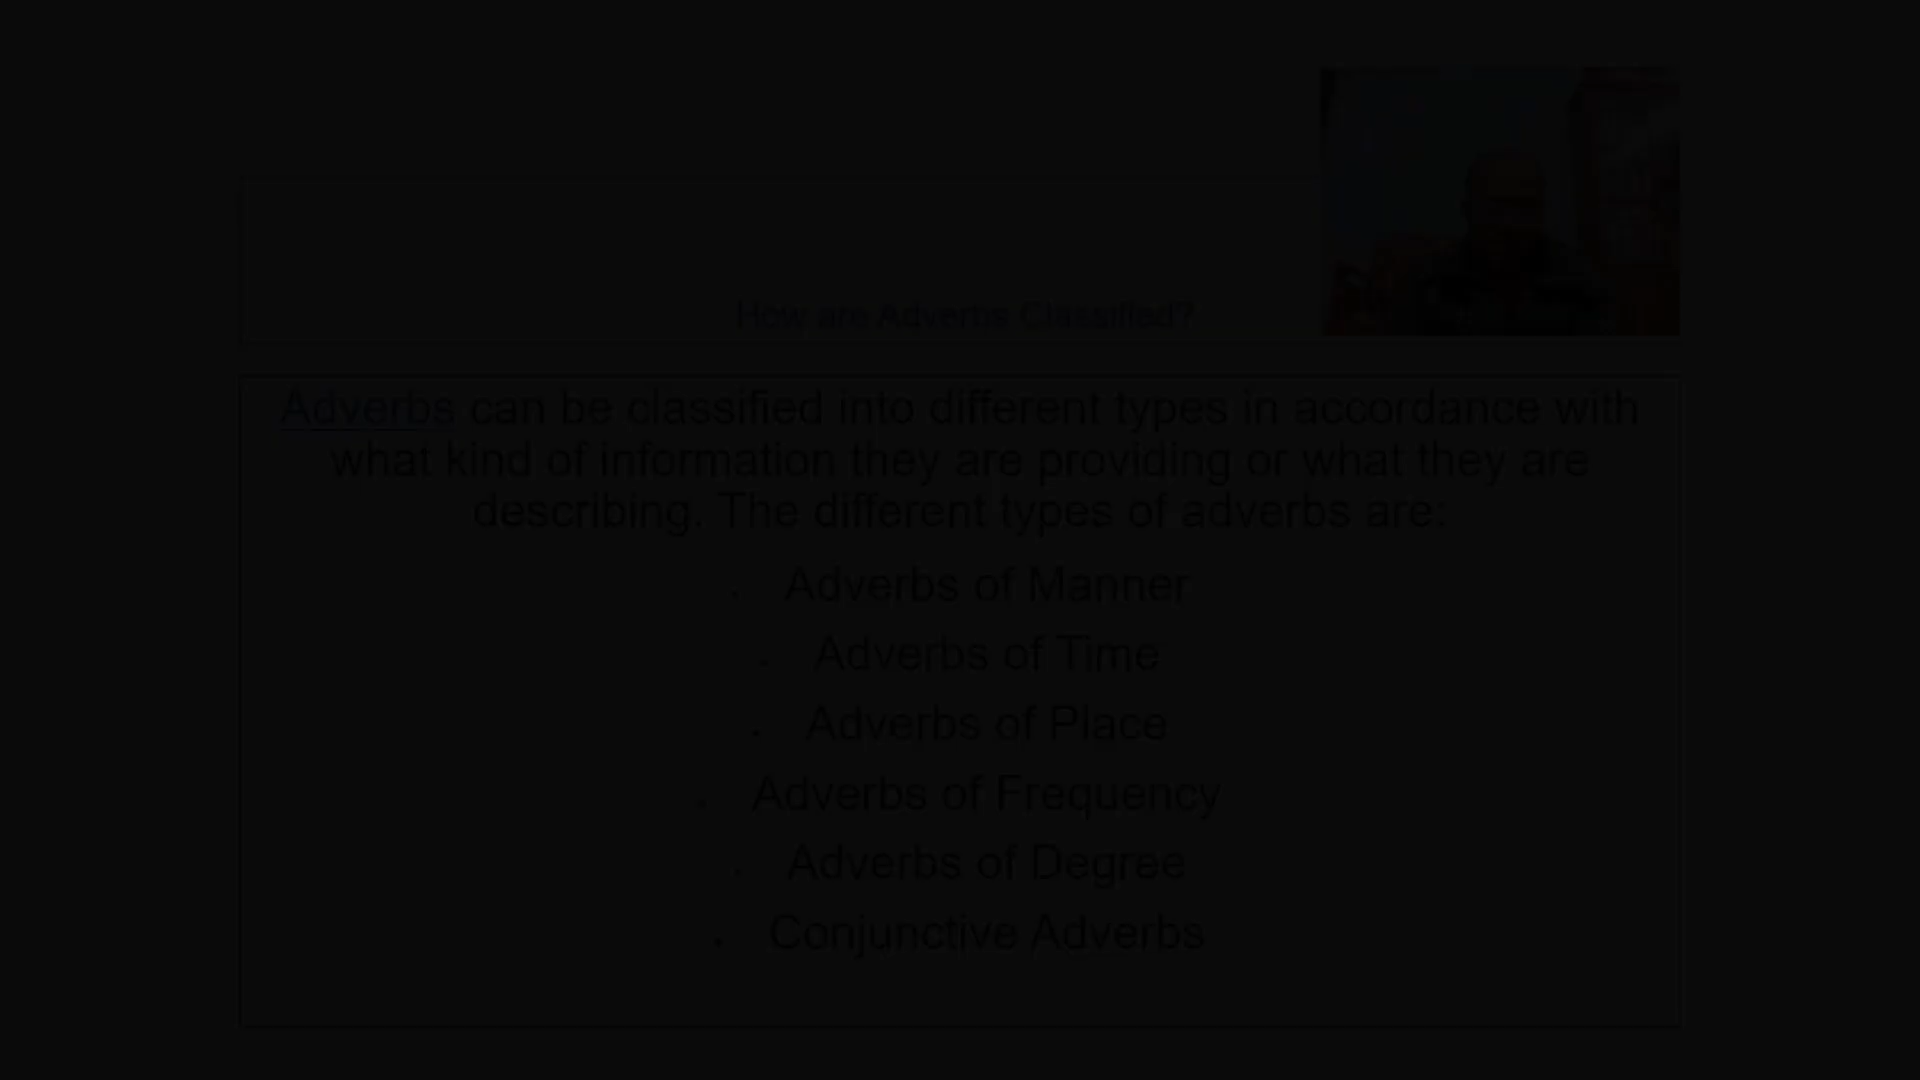 How are Adverbs Classified?
Adverbs can be classified into different types in accordance with
what kind of information they are providing or what they are
describing. The different types of adverbs are:
• Adverbs of Manner
• Adverbs of Time
• Adverbs of Place
• Adverbs of Frequency
• Adverbs of Degree
• Conjunctive Adverbs